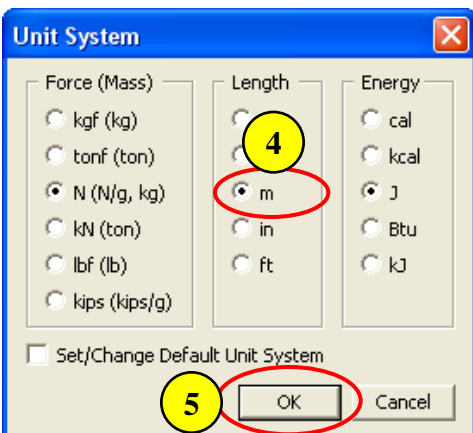 Unit System
Force (Mass)
kgf (kg)
tonf (ton)
N (N/g, kg)
kN (ton)
lbf (lb)
kips (kips/g)
Length
4
m
in
ft
Energy
cal
kcal
J
Btu
kJ
Set/Change Default Unit System
5
OK
Cancel